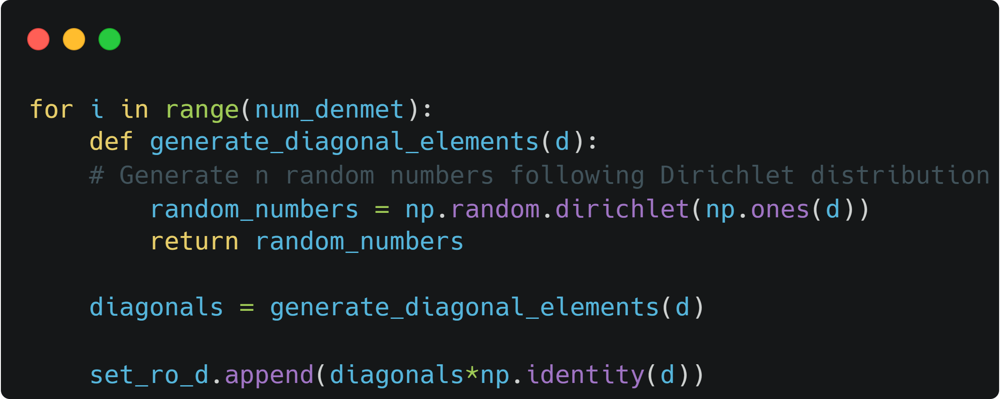 for i in range(num_denmet):
    def generate_diagonal_elements(d):
    # Generate n random numbers following Dirichlet distribution
        random_numbers = np.random.dirichlet(np.ones(d))
        return random_numbers

    diagonals = generate_diagonal_elements(d)

    set_ro_d.append(diagonals*np.identity(d))